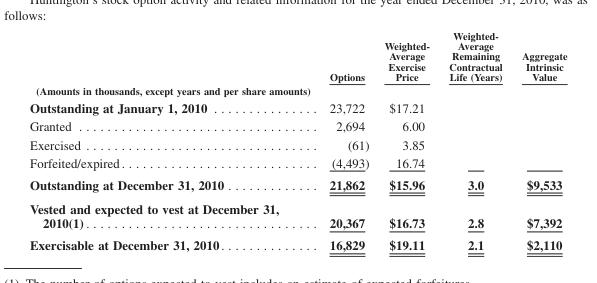 Huntington's stock option activity and related information for the year ended December 31, 2010, was as
follows:
Weighted-
Average
Exercise
Price
Weighted-
Average
Remaining
Contractual
Life (Years)
Aggregate
Intrinsic
Value
Options
(Amounts in thousands, except years and per share amounts)
Outstanding at January 1, 2010 . . . . . . . . . . . . . . . 23,722 $17.21
Granted . . . . . . . . . . . . . . . . . . . . . . . . . . . . . . . . . . 2,694 6.00
Exercised . . . . . . . . . . . . . . . . . . . . . . . . . . . . . . . . . (61) 3.85
Forfeited/expired . . . . . . . . . . . . . . . . . . . . . . . . . . . (4,493) 16.74
Outstanding at December 31, 2010 . . . . . . . . . . . . . 21,862 $15.96 3.0 $9,533
Vested and expected to vest at December 31,
2010(1) . . . . . . . . . . . . . . . . . . . . . . . . . . . . . . . . . 20,367 $16.73 2.8 $7,392
Exercisable at December 31, 2010 . . . . . . . . . . . . . . 16,829 $19.11 2.1 $2,110
(1) The number of options expected to vest includes an estimate of expected forfeitures.